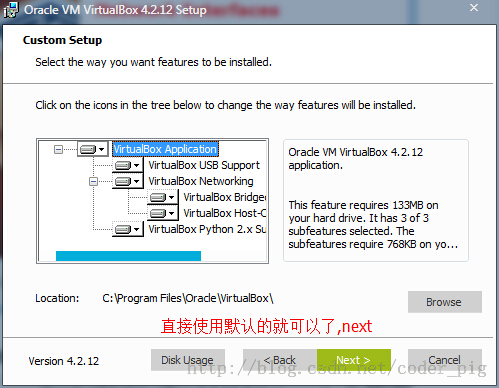 Oracle VM VirtualBox 4.2.12 Setup
Custom Setup
Select the way you want features to be installed.
Click on the icons in the tree below to change the way features will be installed.
VirtualBox Application
VirtualBox USB Support
VirtualBox Networking
VirtualBox Bridge
VirtualBox Host-C
VirtualBox Python 2.x Su
Oracle VM VirtualBox 4.2.12
application.
This feature requires 133MB on
your hard drive. It has 3 of 3
subfeatures selected. The
subfeatures require 768KB on yo...
Location: C:\Program Files\Oracle\VirtualBox\
Browse
直接使用默认的就可以了,next
Version 4.2.12
Disk Usage
< Back
Next >
Cancel
http://blog.csdn.net/coder_pig